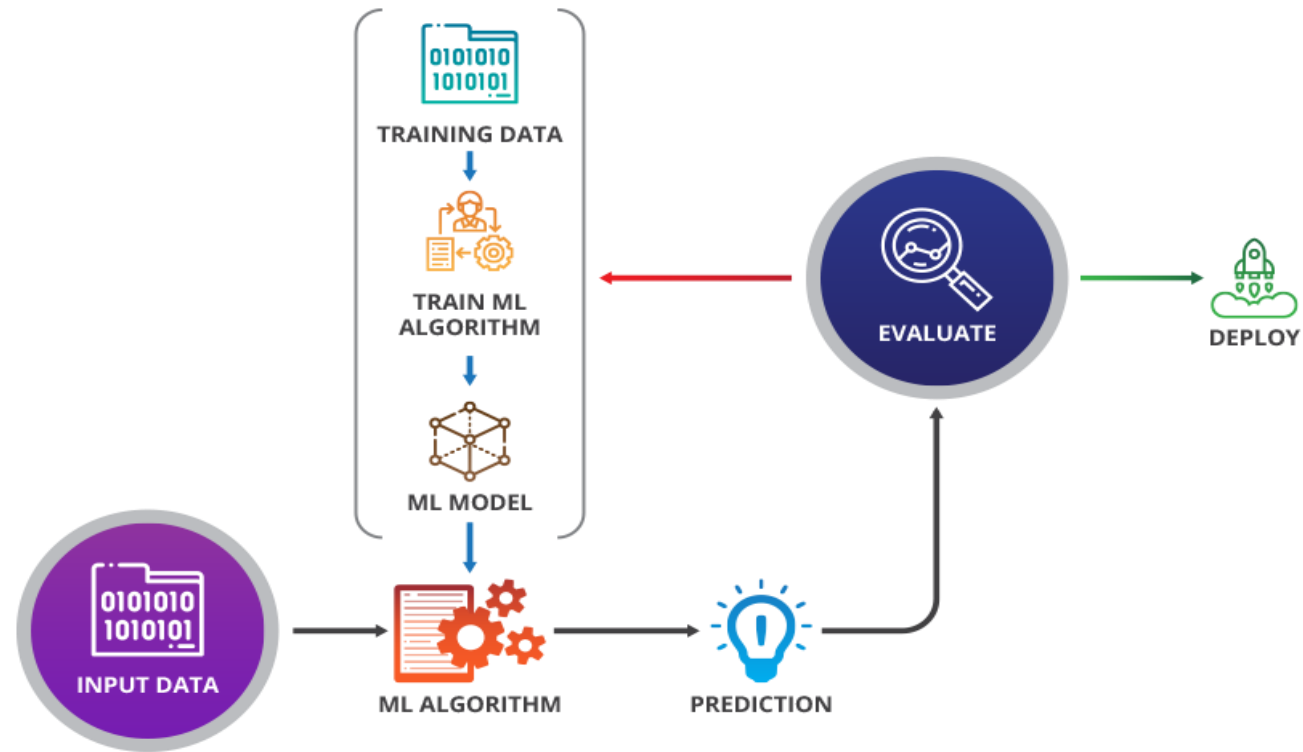 0101010
1010101
TRAINING DATA
TRAIN ML
ALGORITHM
ML MODEL
EVALUATE
DEPLOY
0101010
1010101
INPUT DATA
ML ALGORITHM
PREDICTION